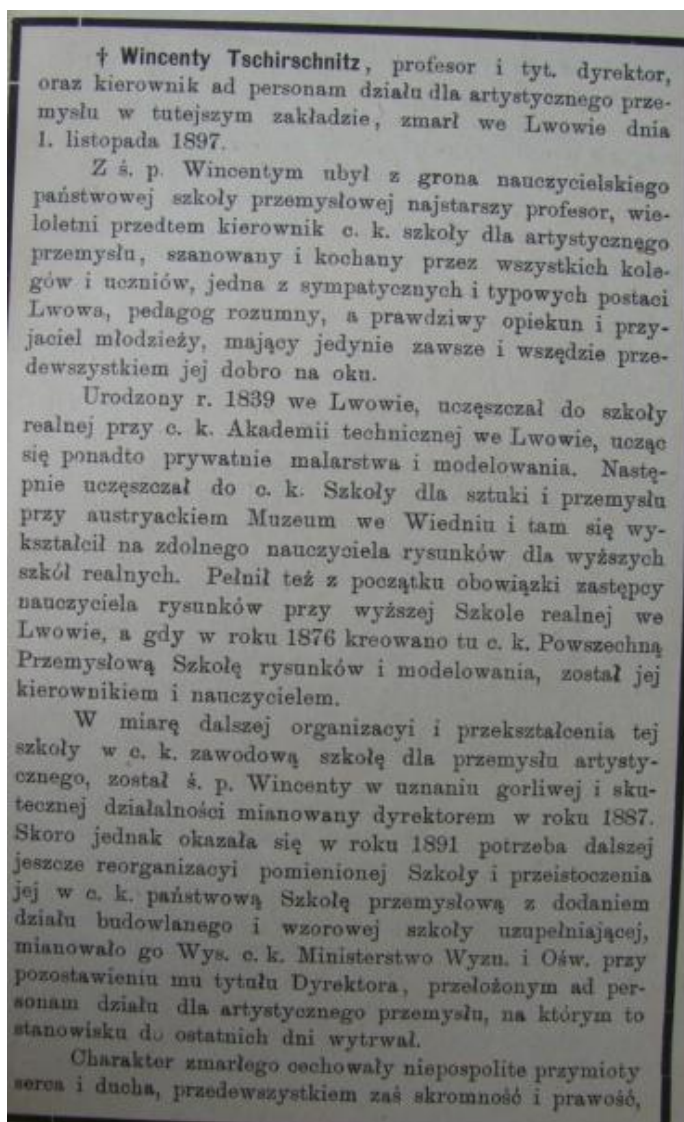 † Wincenty Tschirschnitz, profesor i tyt. dyrektor,
oraz kierownik ad personam działu dla artystycznego prze-
mysłu w tutejszym zakładzie, zmarł we Lwowie dnia
1. listopada 1897.
Z ś. p. Wincentym ubył z grona nauczycielskiego
państwowej szkoły przemysłowej najstarszy profesor, wie-
loletni przedtem kierownik c. k. szkoły dla artystycznego
przemysłu, szanowany i kochany przez wszystkich kole-
gów i uczniów, jedna z sympatycznych i typowych postaci
Lwowa, pedagog rozumny, a prawdziwy opiekun i przy-
jaciel młodzieży, mający jedynie zawsze i wszędzie prze-
dewszystkiem jej dobro na oku.
Urodzony r. 1839 we Lwowie, uczęszczał do szkoły
realnej przy c. k. Akademii technicznej we Lwowie, ucząc
się ponadto prywatnie malarstwa i modelowania. Nastę-
pnie uczęszczał do c. k. Szkoły dla sztuki i przemysłu
przy austryackiem Muzeum we Wiedniu i tam się wy-
kształcił na zdolnego nauczyciela rysunków dla wyższych
szkół realnych. Pełnił też z początku obowiązki zastępcy
nauczyciela rysunków przy wyższej Szkole realnej we
Lwowie, a gdy w roku 1876 kreowano tu c. k. Powszechną
Przemysłową Szkołę rysunków i modelowania, został jej
kierownikiem i nauczycielem.
W miarę dalszej organizacyi i przekształcenia tej
szkoły w c. k. zawodową szkołę dla przemysłu artysty-
cznego, został ś. p. Wincenty w uznaniu gorliwej i sku-
tecznej działalności mianowany dyrektorem w roku 1887.
Skoro jednak okazała się w roku 1891 potrzeba dalszej
jeszcze reorganizacyi pomienionej Szkoły i przeistoczenia
jej w c. k. państwową Szkołę przemysłową z dodaniem
działu budowlanego i wzorowej szkoły uzupełniającej,
mianowało go Wys. c. k. Ministerstwo Wyzn. i Ośw. przy
pozostawieniu mu tytułu Dyrektora, przełożonym ad per-
sonam działu dla artystycznego przemysłu, na którym to
stanowisku do ostatnich dni wytrwał.
Charakter zmarłego cechowały niepospolite przymioty
serca i ducha, przedewszystkiem zaś skromność i prawość,